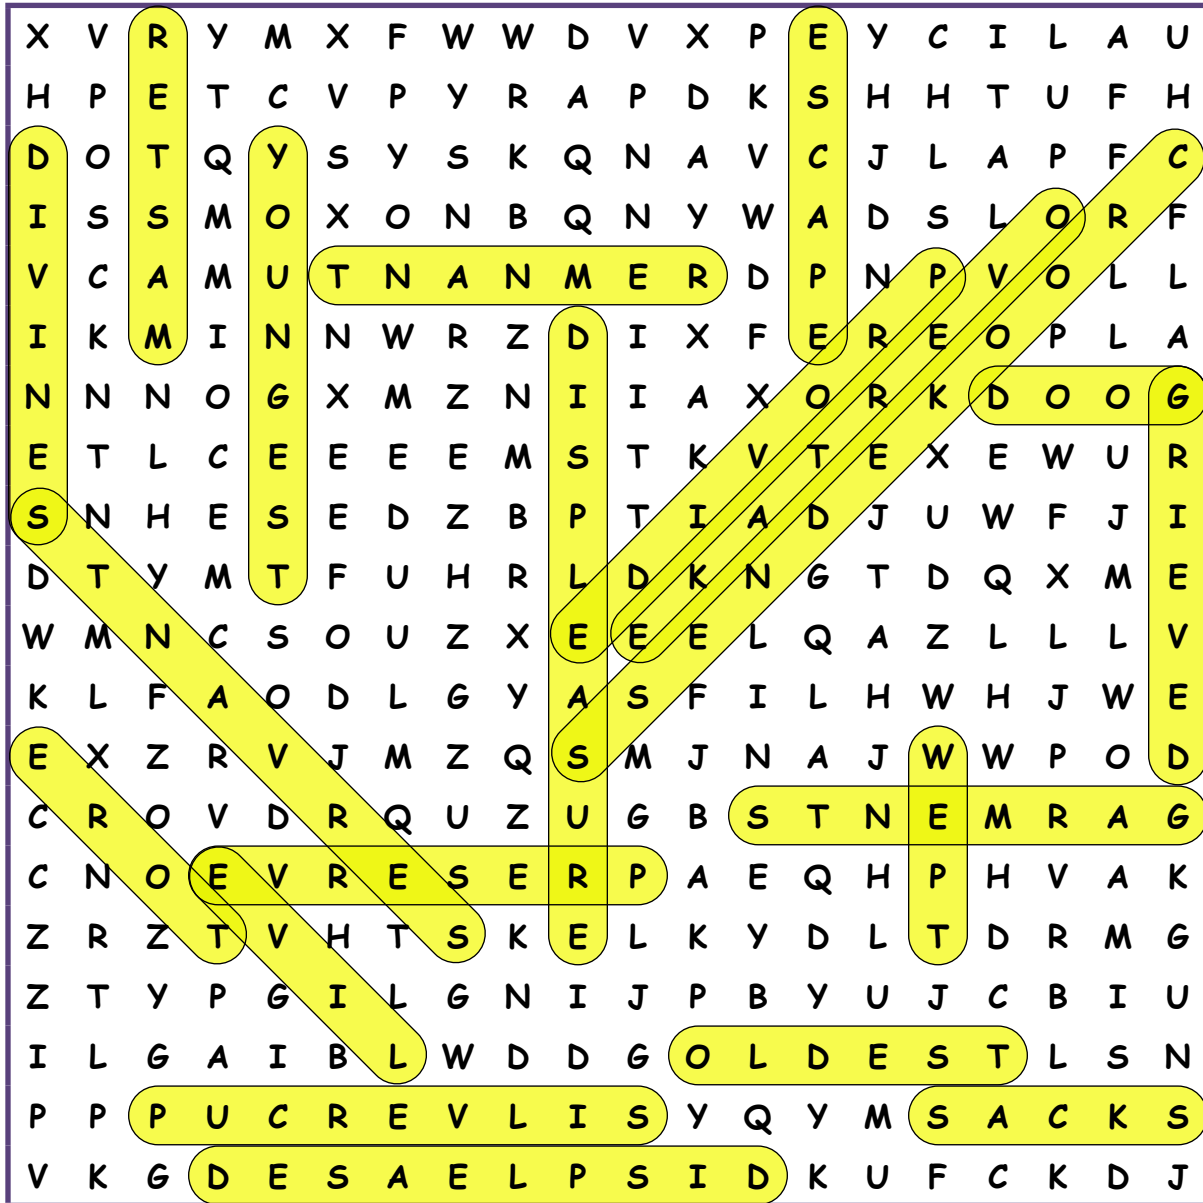 X V R Y M X F W W D V X P E Y C I L A U
H P E T C V P Y R A P D K S H H T U F H
D O T Q Y S Y S K Q N A V C J L A P F C
I S S M O X O N B Q N Y W A D S L O R F
V C A M U T N A N M E R D P N P V O L L
I K M I N N W R Z D I X F E R E O P L A
N N N O G X M Z N I I A X O R K D O O G
E T L C E E E E M S T K V T E X E W U R
S N H E S E D Z B P T I A D J U W F J I
D T Y M T F U H R L D K N G T D Q X M E
W M N C S O U Z X E E E L Q A Z L L L V
K L F A O D L G Y A S F I L H W H J W E
E X Z R V J M Z Q S M J N A J W W P O D
C R O V D R Q U Z U G B S T N E M R A G
C N O E V R E S E R P A E Q H P H V A K
Z R Z T V H T S K E L K Y D L T D R M G
Z T Y P G I L G N I J P B Y U J C B I U
I L G A I B L W D D G O L D E S T L S N
P P P U C R E V L I S Y Q Y M S A C K S
V K G D E S A E L P S I D K U F C K D J